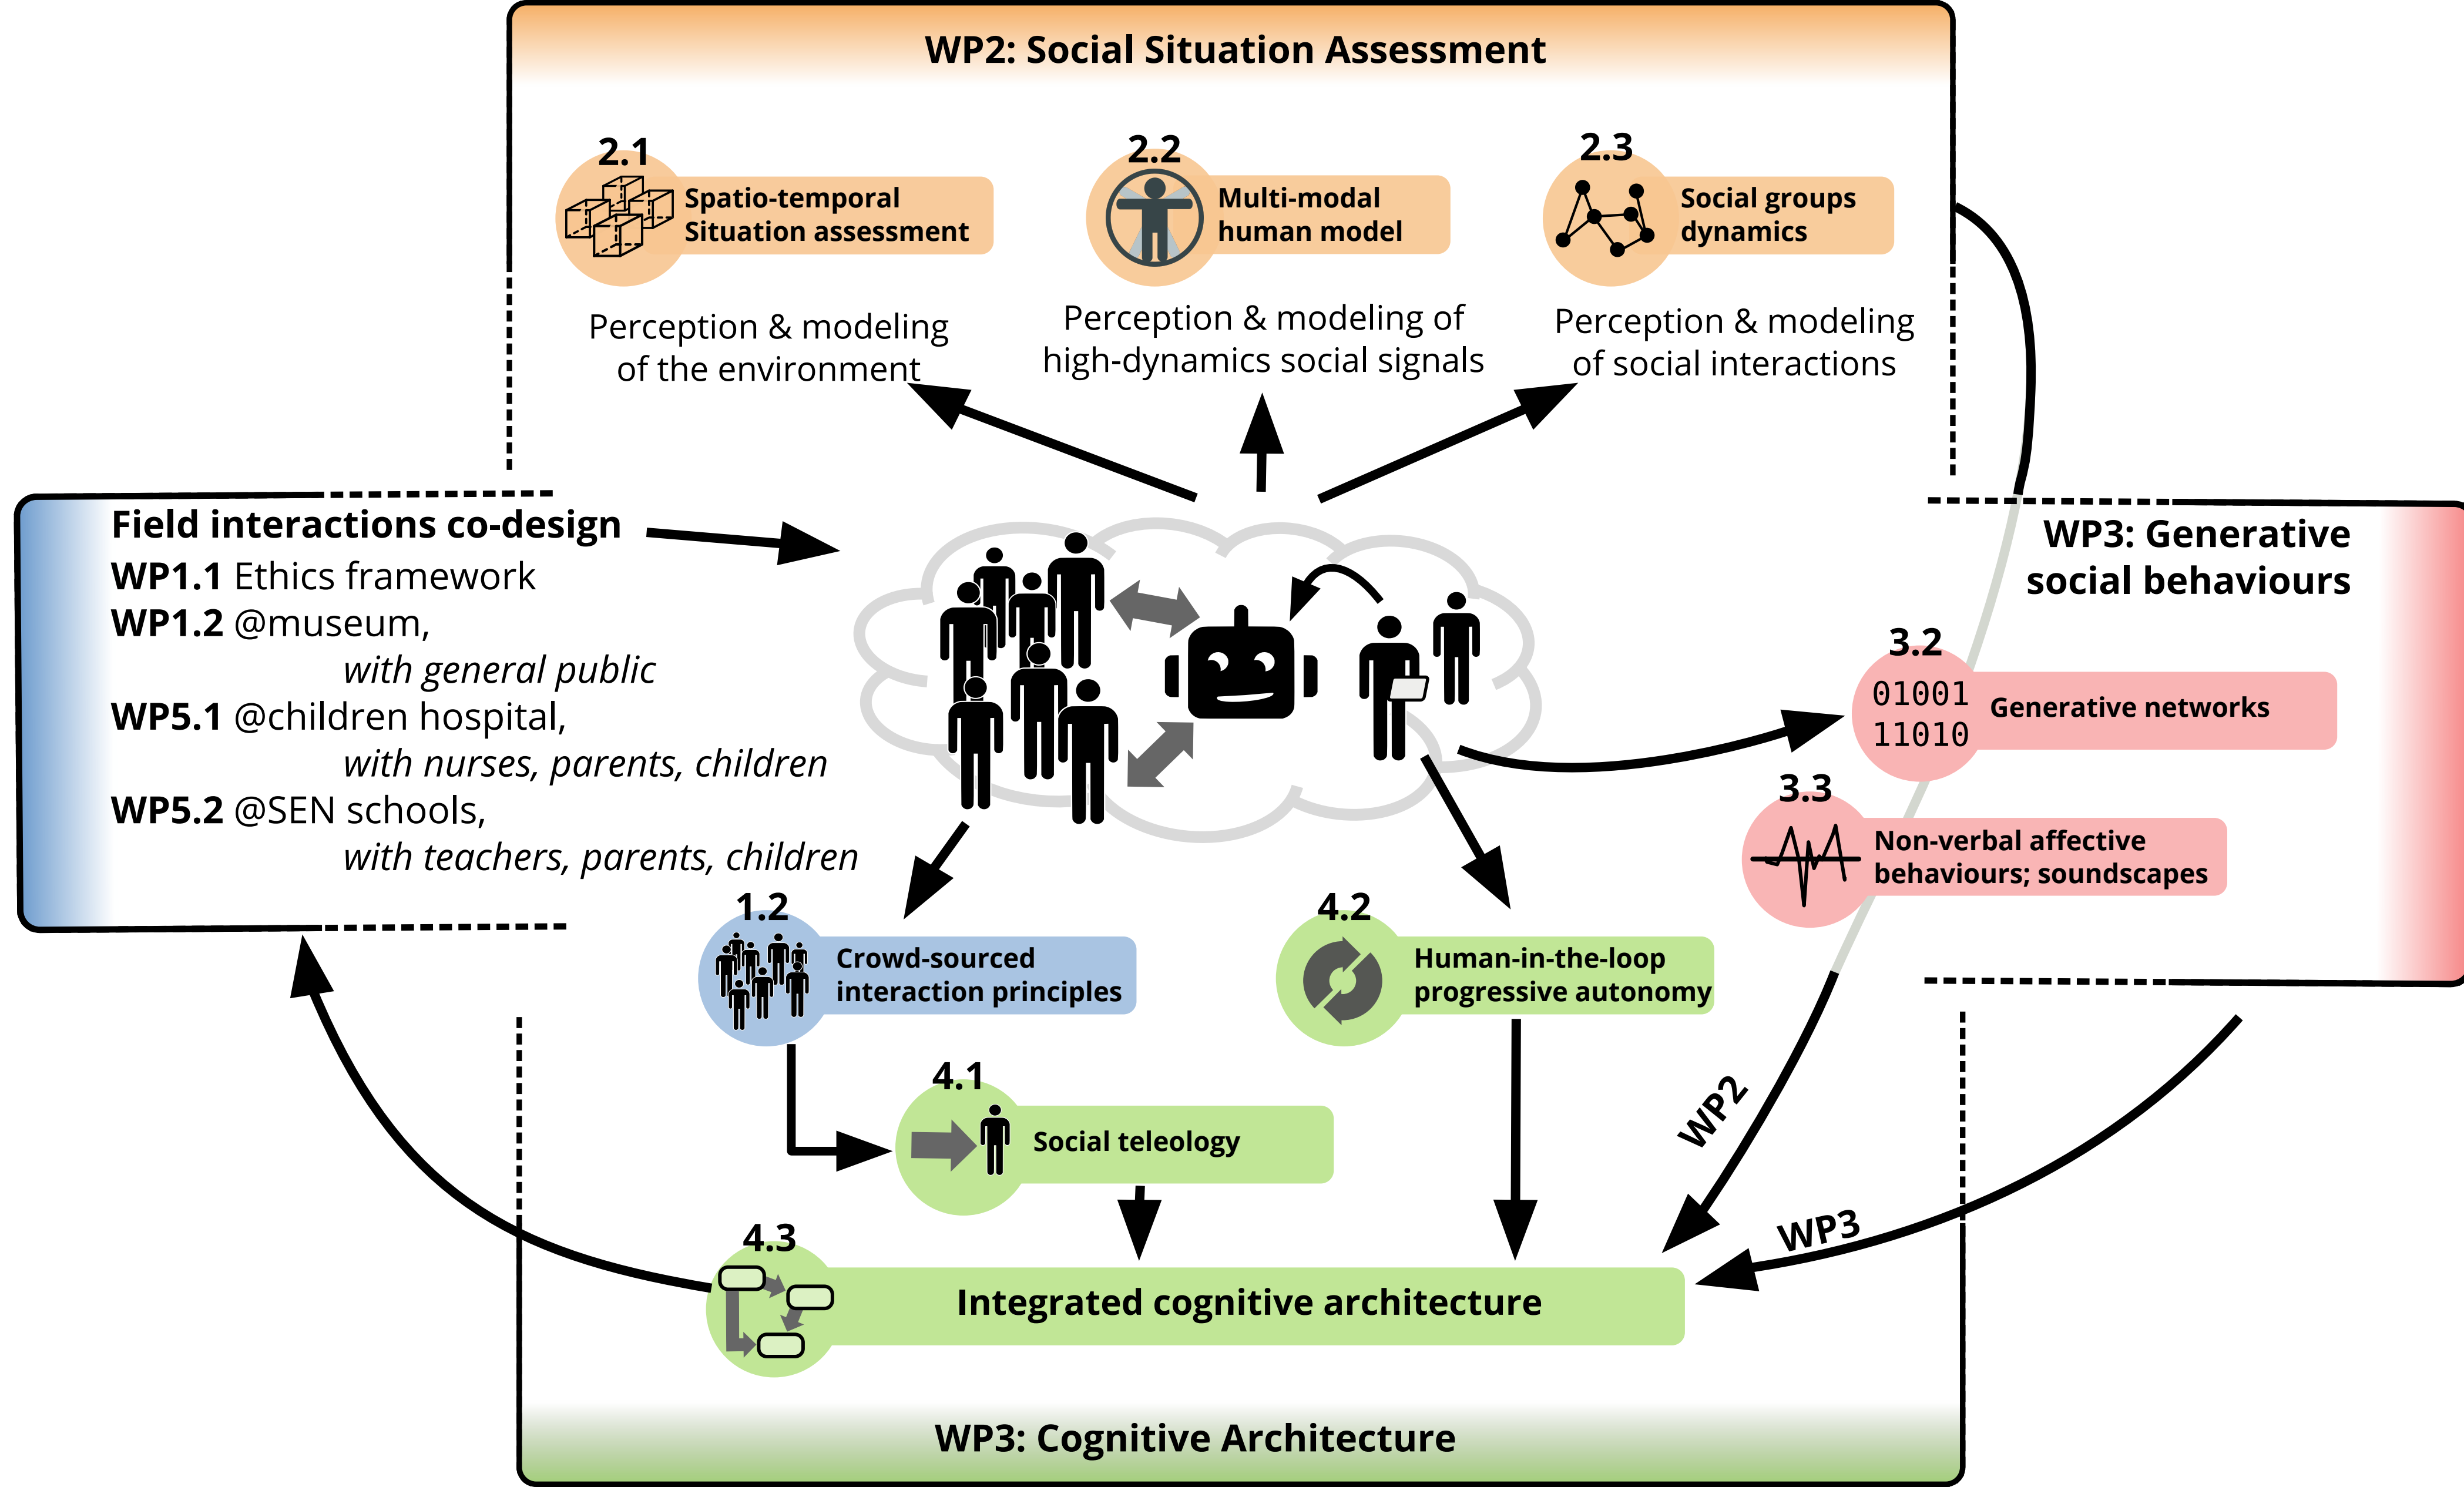 WP2: Social Situation Assessment
2.1
Spatio-temporal
Situation assessment
Perception & modeling
of the environment
2.2
Multi-modal
human model
Perception & modeling of
high-dynamics social signals
2.3
Social groups
dynamics
Perception & modeling
of social interactions
Field interactions co-design
WP1.1 Ethics framework
WP1.2 @museum,
with general public
WP5.1 @children hospital,
with nurses, parents, children
WP5.2 @SEN schools,
with teachers, parents, children
WP3: Generative
social behaviours
3.2
01001
11010
Generative networks
3.3
Non-verbal affective
behaviours; soundscapes
1.2
Crowd-sourced
interaction principles
4.2
Human-in-the-loop
progressive autonomy
4.1
Social teleology
WP2
WP3
4.3
Integrated cognitive architecture
WP3: Cognitive Architecture